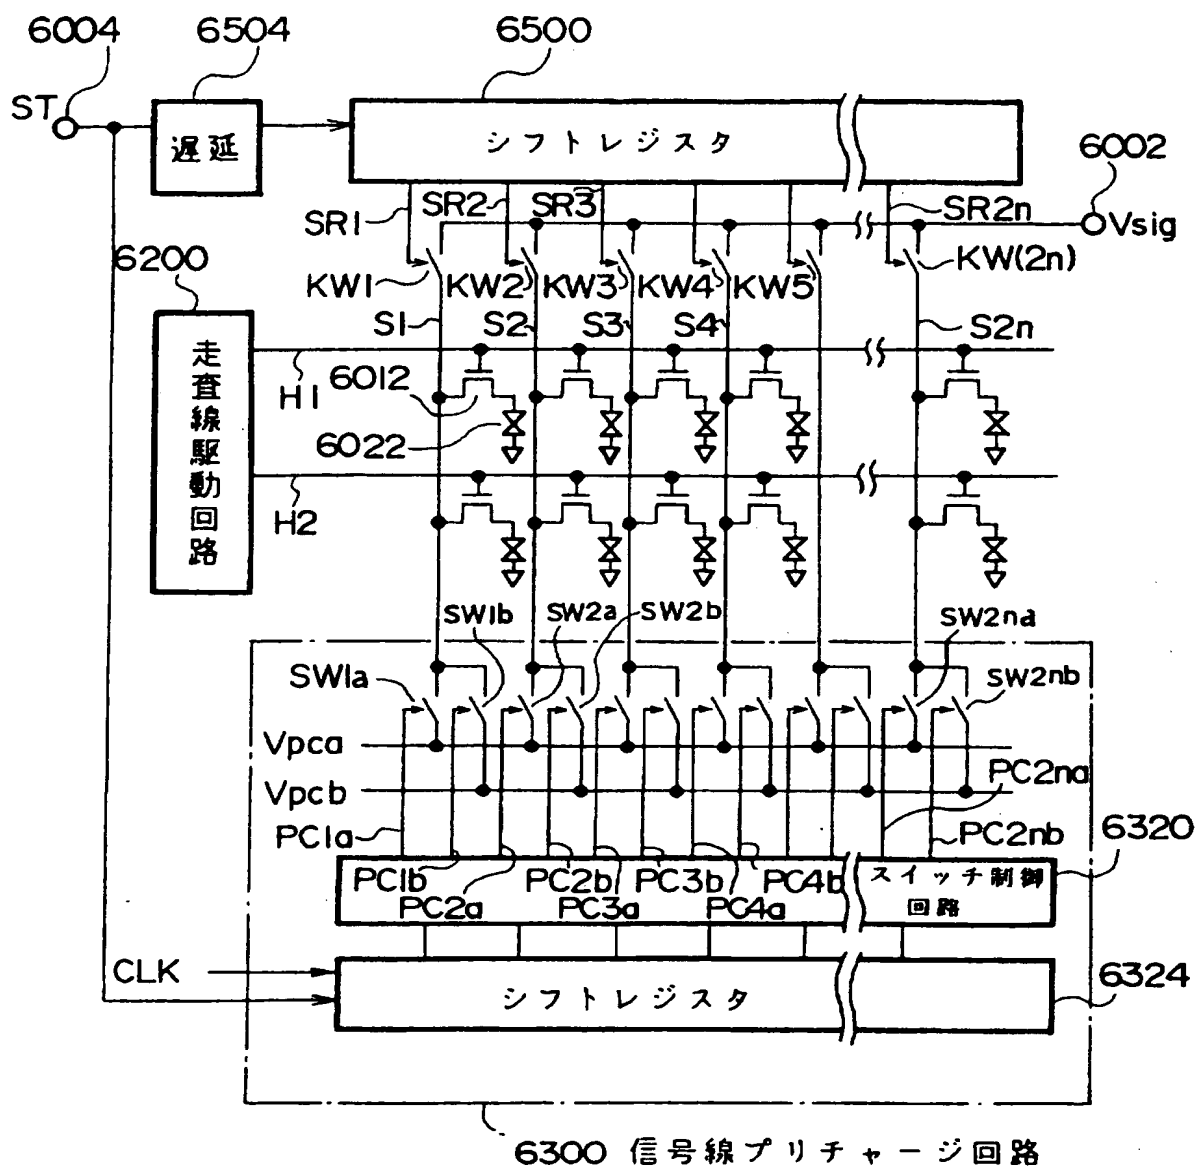 6004 6504 6500
ST
遅延
シフトレジスタ
6002
SR1 SR2 SR3 SR2n
Vsig
6200
KW1 KW2 KW3 KW4 KW5 KW(2n)
S1 S2 S3 S4 S2n
走査線駆動回路
H1 6012
6022
H2
SW1b SW2a SW2b SW2na
SW1a SW2nb
Vpca
Vpcb
PC2na
PC1a PC2nb 6320
PC1b PC2b PC3b PC4b スイッチ制御
PC2a PC3a PC4a 回路
CLK
シフトレジスタ
6324
6300 信号線プリチャージ回路